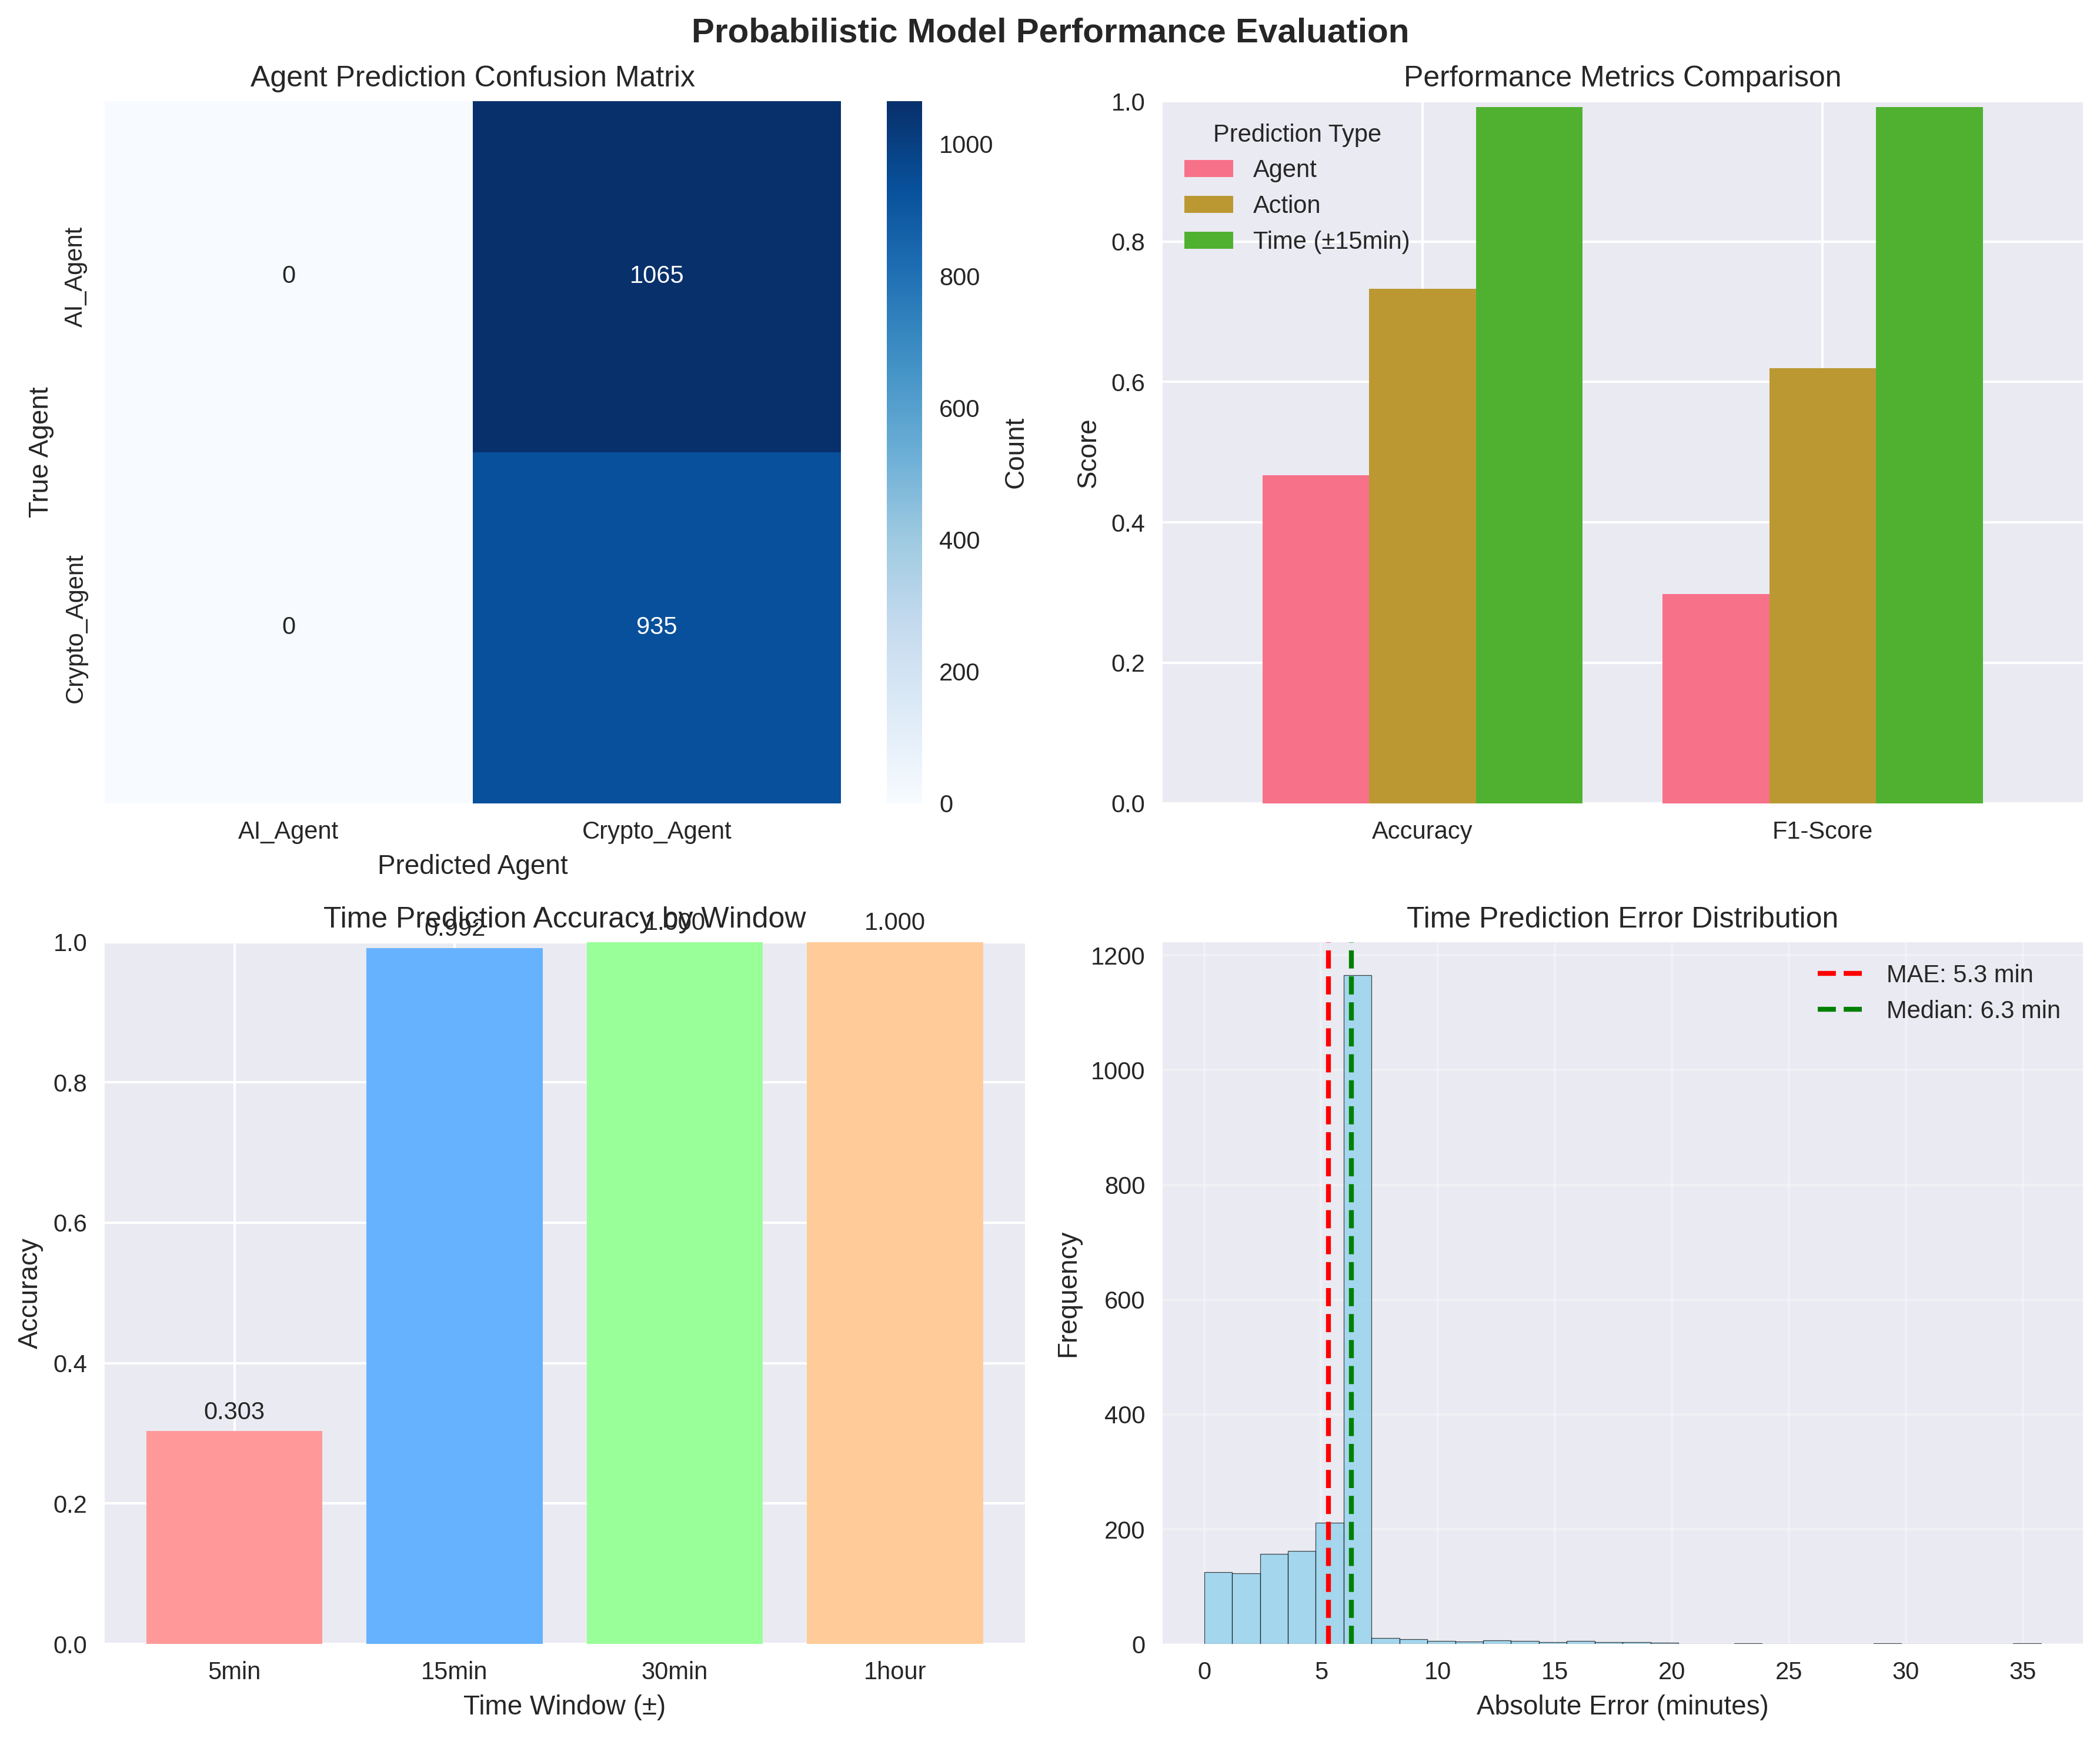 Probabilistic Model Performance Evaluation
Agent Prediction Confusion Matrix
True Agent
AI_Agent
Crypto_Agent
0
1065
0
935
AI_Agent
Crypto_Agent
Predicted Agent
1000
800
600
400
200
0
Count
Performance Metrics Comparison
Score
1.0
0.8
0.6
0.4
0.2
0.0
Prediction Type
Agent
Action
Time (±15min)
Accuracy
F1-Score
Time Prediction Accuracy by Window
Accuracy
1.0
0.8
0.6
0.4
0.2
0.0
0.303
0.992
1.000
1.000
5min
15min
30min
1hour
Time Window (±)
Time Prediction Error Distribution
Frequency
1200
1000
800
600
400
200
0
MAE: 5.3 min
Median: 6.3 min
0
5
10
15
20
25
30
35
Absolute Error (minutes)